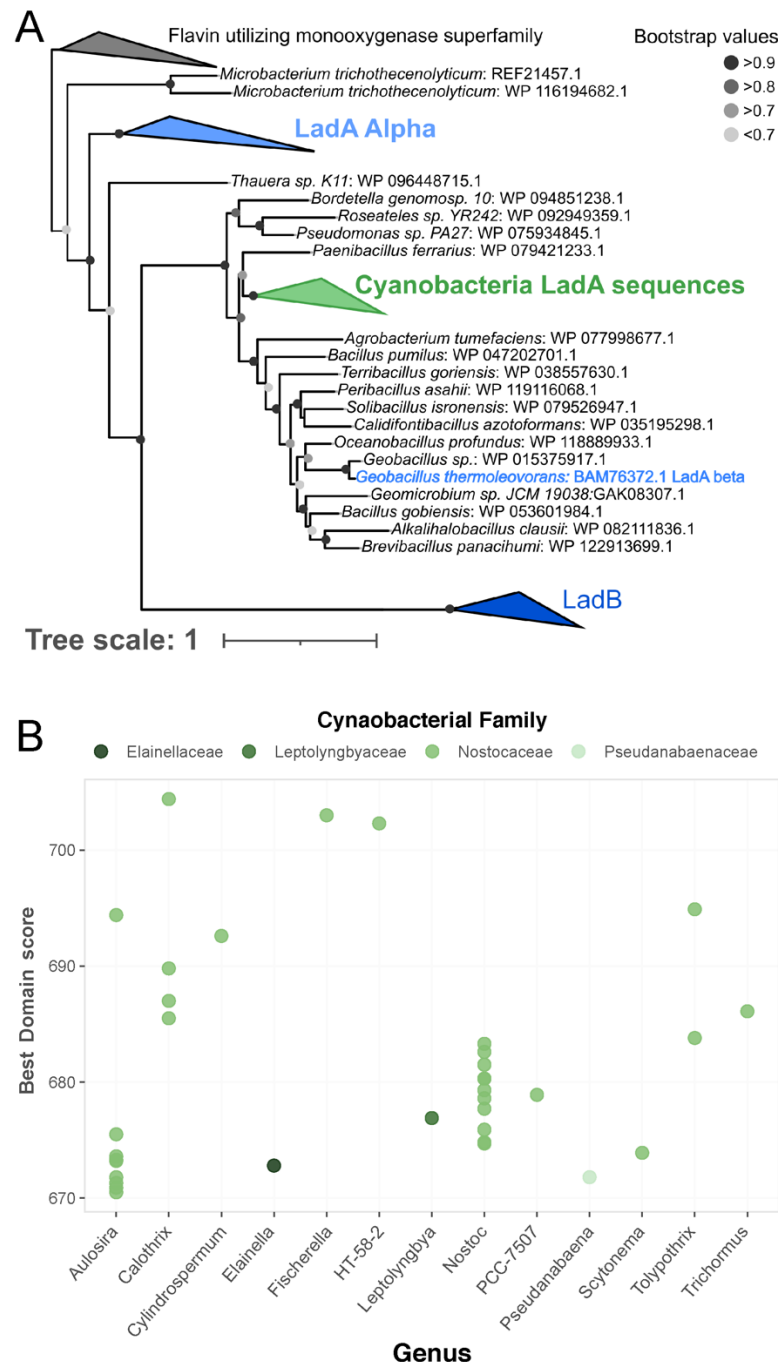 A
Flavin utilizing monooxygenase superfamily
Bootstrap values
>0.9
>0.8
>0.7
<0.7
Microbacterium trichothecenolyticum: REF21457.1
Microbacterium trichothecenolyticum: WP 116194682.1
LadA Alpha
Thauera sp. K11: WP 096448715.1
Bordetella genomosp. 10: WP 094851238.1
Roseateles sp. YR242: WP 092949359.1
Pseudomonas sp. PA27: WP 075934845.1
Paenibacillus ferrarius: WP 079421233.1
Cyanobacteria LadA sequences
Agrobacterium tumefaciens: WP 077998677.1
Bacillus pumilus: WP 047202701.1
Terribacillus goriensis: WP 038557630.1
Peribacillus asahii: WP 119116068.1
Solibacillus isronensis: WP 079526947.1
Calidifontibacillus azotoformans: WP 035195298.1
Oceanobacillus profundus: WP 118889933.1
Geobacillus sp.: WP 015375917.1
Geobacillus thermoleovorans: BAM76372.1 LadA beta
Geomicrobium sp. JCM 19038:GAK08307.1
Bacillus gobiensis: WP 053601984.1
Alkalihalobacillus clausii: WP 082111836.1
Brevibacillus panacihumi: WP 122913699.1
LadB
Tree scale: 1
B
Cynaobacterial Family
Elainellaceae
Leptolyngbyaceae
Nostocaceae
Pseudanabaenaceae
Best Domain score
700
690
680
670
Aulosira
Calothrix
Cylindrospermum
Elainella
Fischerella
HT-58-2
Leptolyngbya
Nostoc
PCC-7507
Pseudanabaena
Scytonema
Tolypothrix
Trichormus
Genus